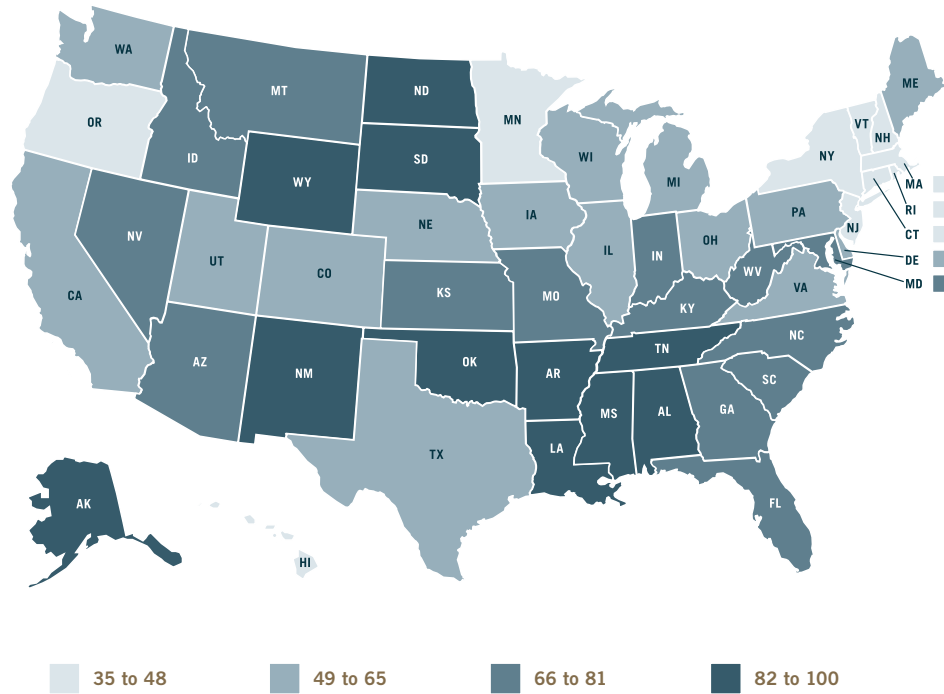 WA
MT
ND
MN
OR
ID
SD
WY
WI
MI
ME
VT
NH
NY
MA
RI
CT
NJ
DE
MD
NV
UT
CO
NE
IA
IL
IN
OH
PA
WV
VA
CA
KS
MO
KY
NC
AZ
NM
OK
AR
TN
SC
MS
AL
GA
TX
LA
FL
AK
HI
35 to 48
49 to 65
66 to 81
82 to 100